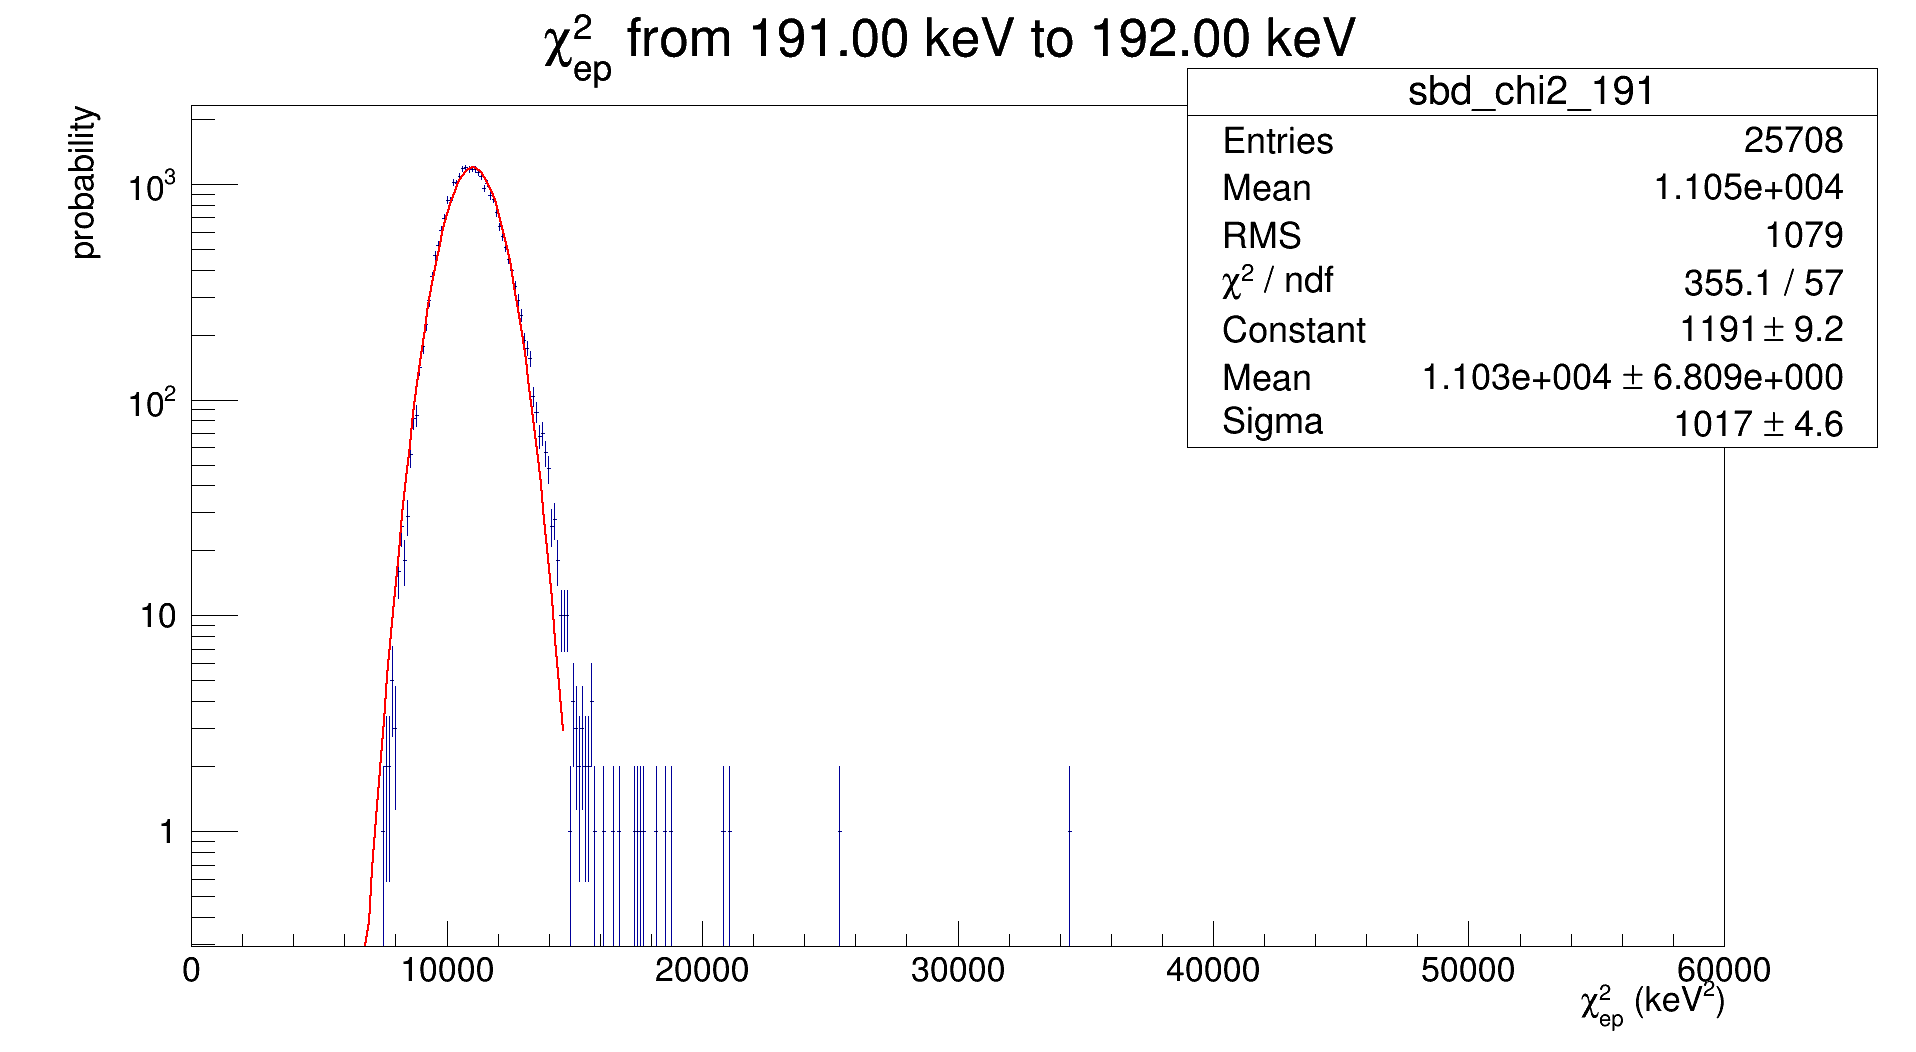 χ²ep from 191.00 keV to 192.00 keV
sbd_chi2_191
Entries 25708
Mean 1.105e+004
RMS 1079
χ² / ndf 355.1 / 57
Constant 1191 ± 9.2
Mean 1.103e+004 ± 6.809e+000
Sigma 1017 ± 4.6
probability
10³
10²
10
1
0 10000 20000 30000 40000 50000 60000
χ²ep (keV²)